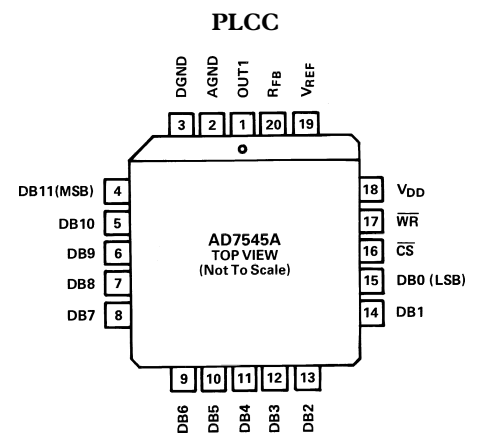 PLCC
DGND
AGND
OUT1
RFB
VREF
3
2
1
20
19
DB11(MSB)
4
18
VDD
DB10
5
17
WR
DB9
6
AD7545A
TOP VIEW
(Not To Scale)
16
CS
DB8
7
15
DB0 (LSB)
DB7
8
14
DB1
9
10
11
12
13
DB6
DB5
DB4
DB3
DB2